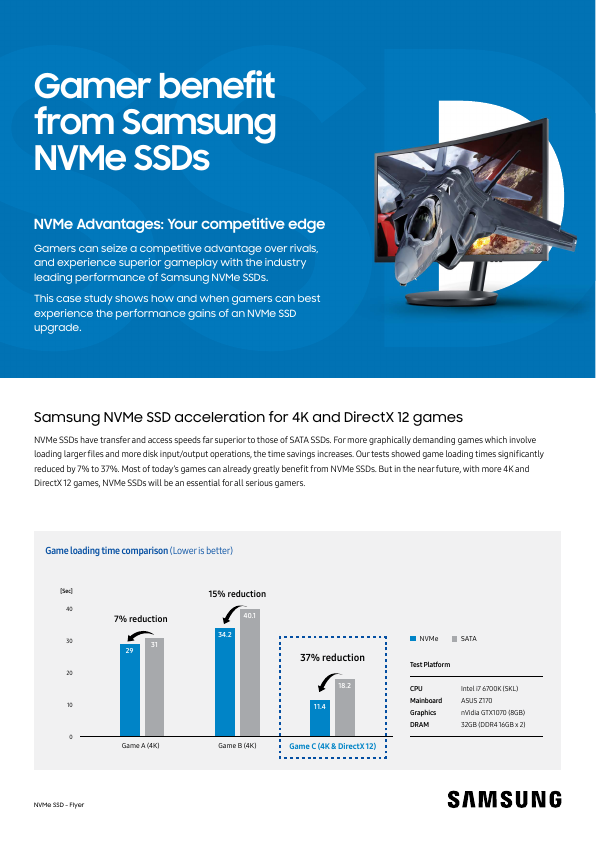 Gamer benefit
from Samsung
NVMe SSDs
NVMe Advantages: Your competitive edge
Gamers can seize a competitive advantage over rivals,
and experience superior gameplay with the industry
leading performance of Samsung NVMe SSDs.
This case study shows how and when gamers can best
experience the performance gains of an NVMe SSD
upgrade.
Samsung NVMe SSD acceleration for 4K and DirectX 12 games
NVMe SSDs have transfer and access speeds far superior to those of SATA SSDs. For more graphically demanding games which involve
loading larger files and more disk input/output operations, the time savings increases. Our tests showed game loading times significantly
reduced by 7% to 37%. Most of today's games can already greatly benefit from NVMe SSDs. But in the near future, with more 4K and
DirectX 12 games, NVMe SSDs will be an essential for all serious gamers.
Game loading time comparison (Lower is better)
[Sec]
40
30
20
10
0
7% reduction
29
31
Game A (4K)
15% reduction
34.2
40.1
Game B (4K)
37% reduction
11.4
18.2
Game C (4K & DirectX 12)
NVMe SATA
Test Platform
CPU Intel i7 6700K (SKL)
Mainboard ASUS Z170
Graphics nVidia GTX1070 (8GB)
DRAM 32GB (DDR4 16GB x 2)
NVMe SSD - Flyer
SAMSUNG